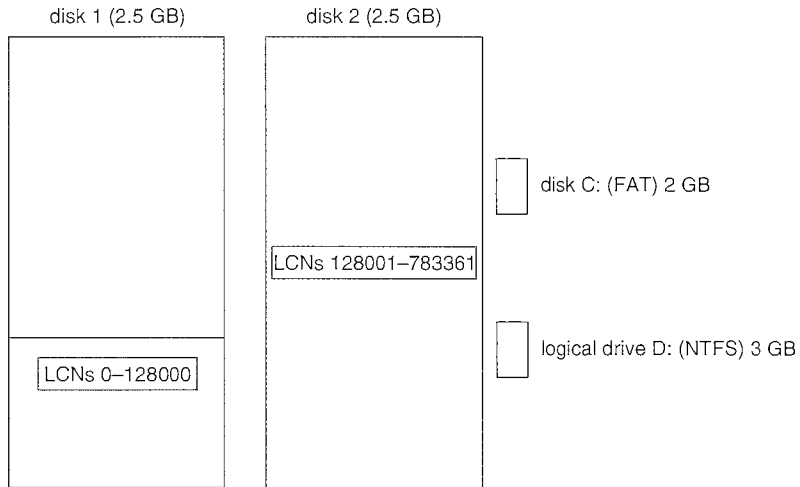 disk 1 (2.5 GB)
disk 2 (2.5 GB)
disk C: (FAT) 2 GB
LCNs 128001–783361
logical drive D: (NTFS) 3 GB
LCNs 0–128000